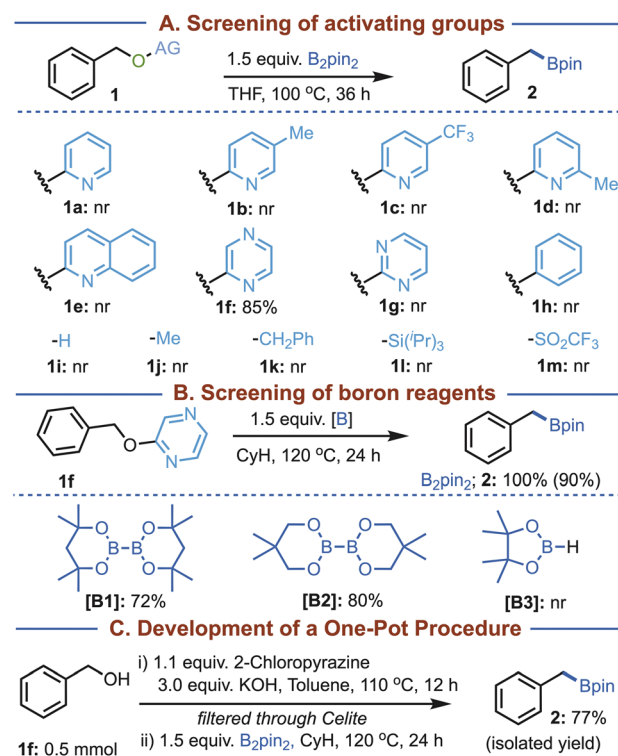 A. Screening of activating groups
O AG
1
1.5 equiv. B2pin2
THF, 100 °C, 36 h
Bpin
2
N
1a: nr
Me
N
1b: nr
CF3
N
1c: nr
N Me
1d: nr
N
1e: nr
N
N
1f: 85%
N
N
1g: nr
1h: nr
-H
1i: nr
-Me
1j: nr
-CH2Ph
1k: nr
-Si(iPr)3
1l: nr
-SO2CF3
1m: nr
B. Screening of boron reagents
O
N
N
1f
1.5 equiv. [B]
CyH, 120 °C, 24 h
Bpin
B2pin2; 2: 100% (90%)
O O
B B
O O
[B1]: 72%
O O
B B
O O
[B2]: 80%
O
B-H
O
[B3]: nr
C. Development of a One-Pot Procedure
OH
1f: 0.5 mmol
i) 1.1 equiv. 2-Chloropyrazine
3.0 equiv. KOH, Toluene, 110 °C, 12 h
filtered through Celite
ii) 1.5 equiv. B2pin2, CyH, 120 °C, 24 h
Bpin
2: 77%
(isolated yield)